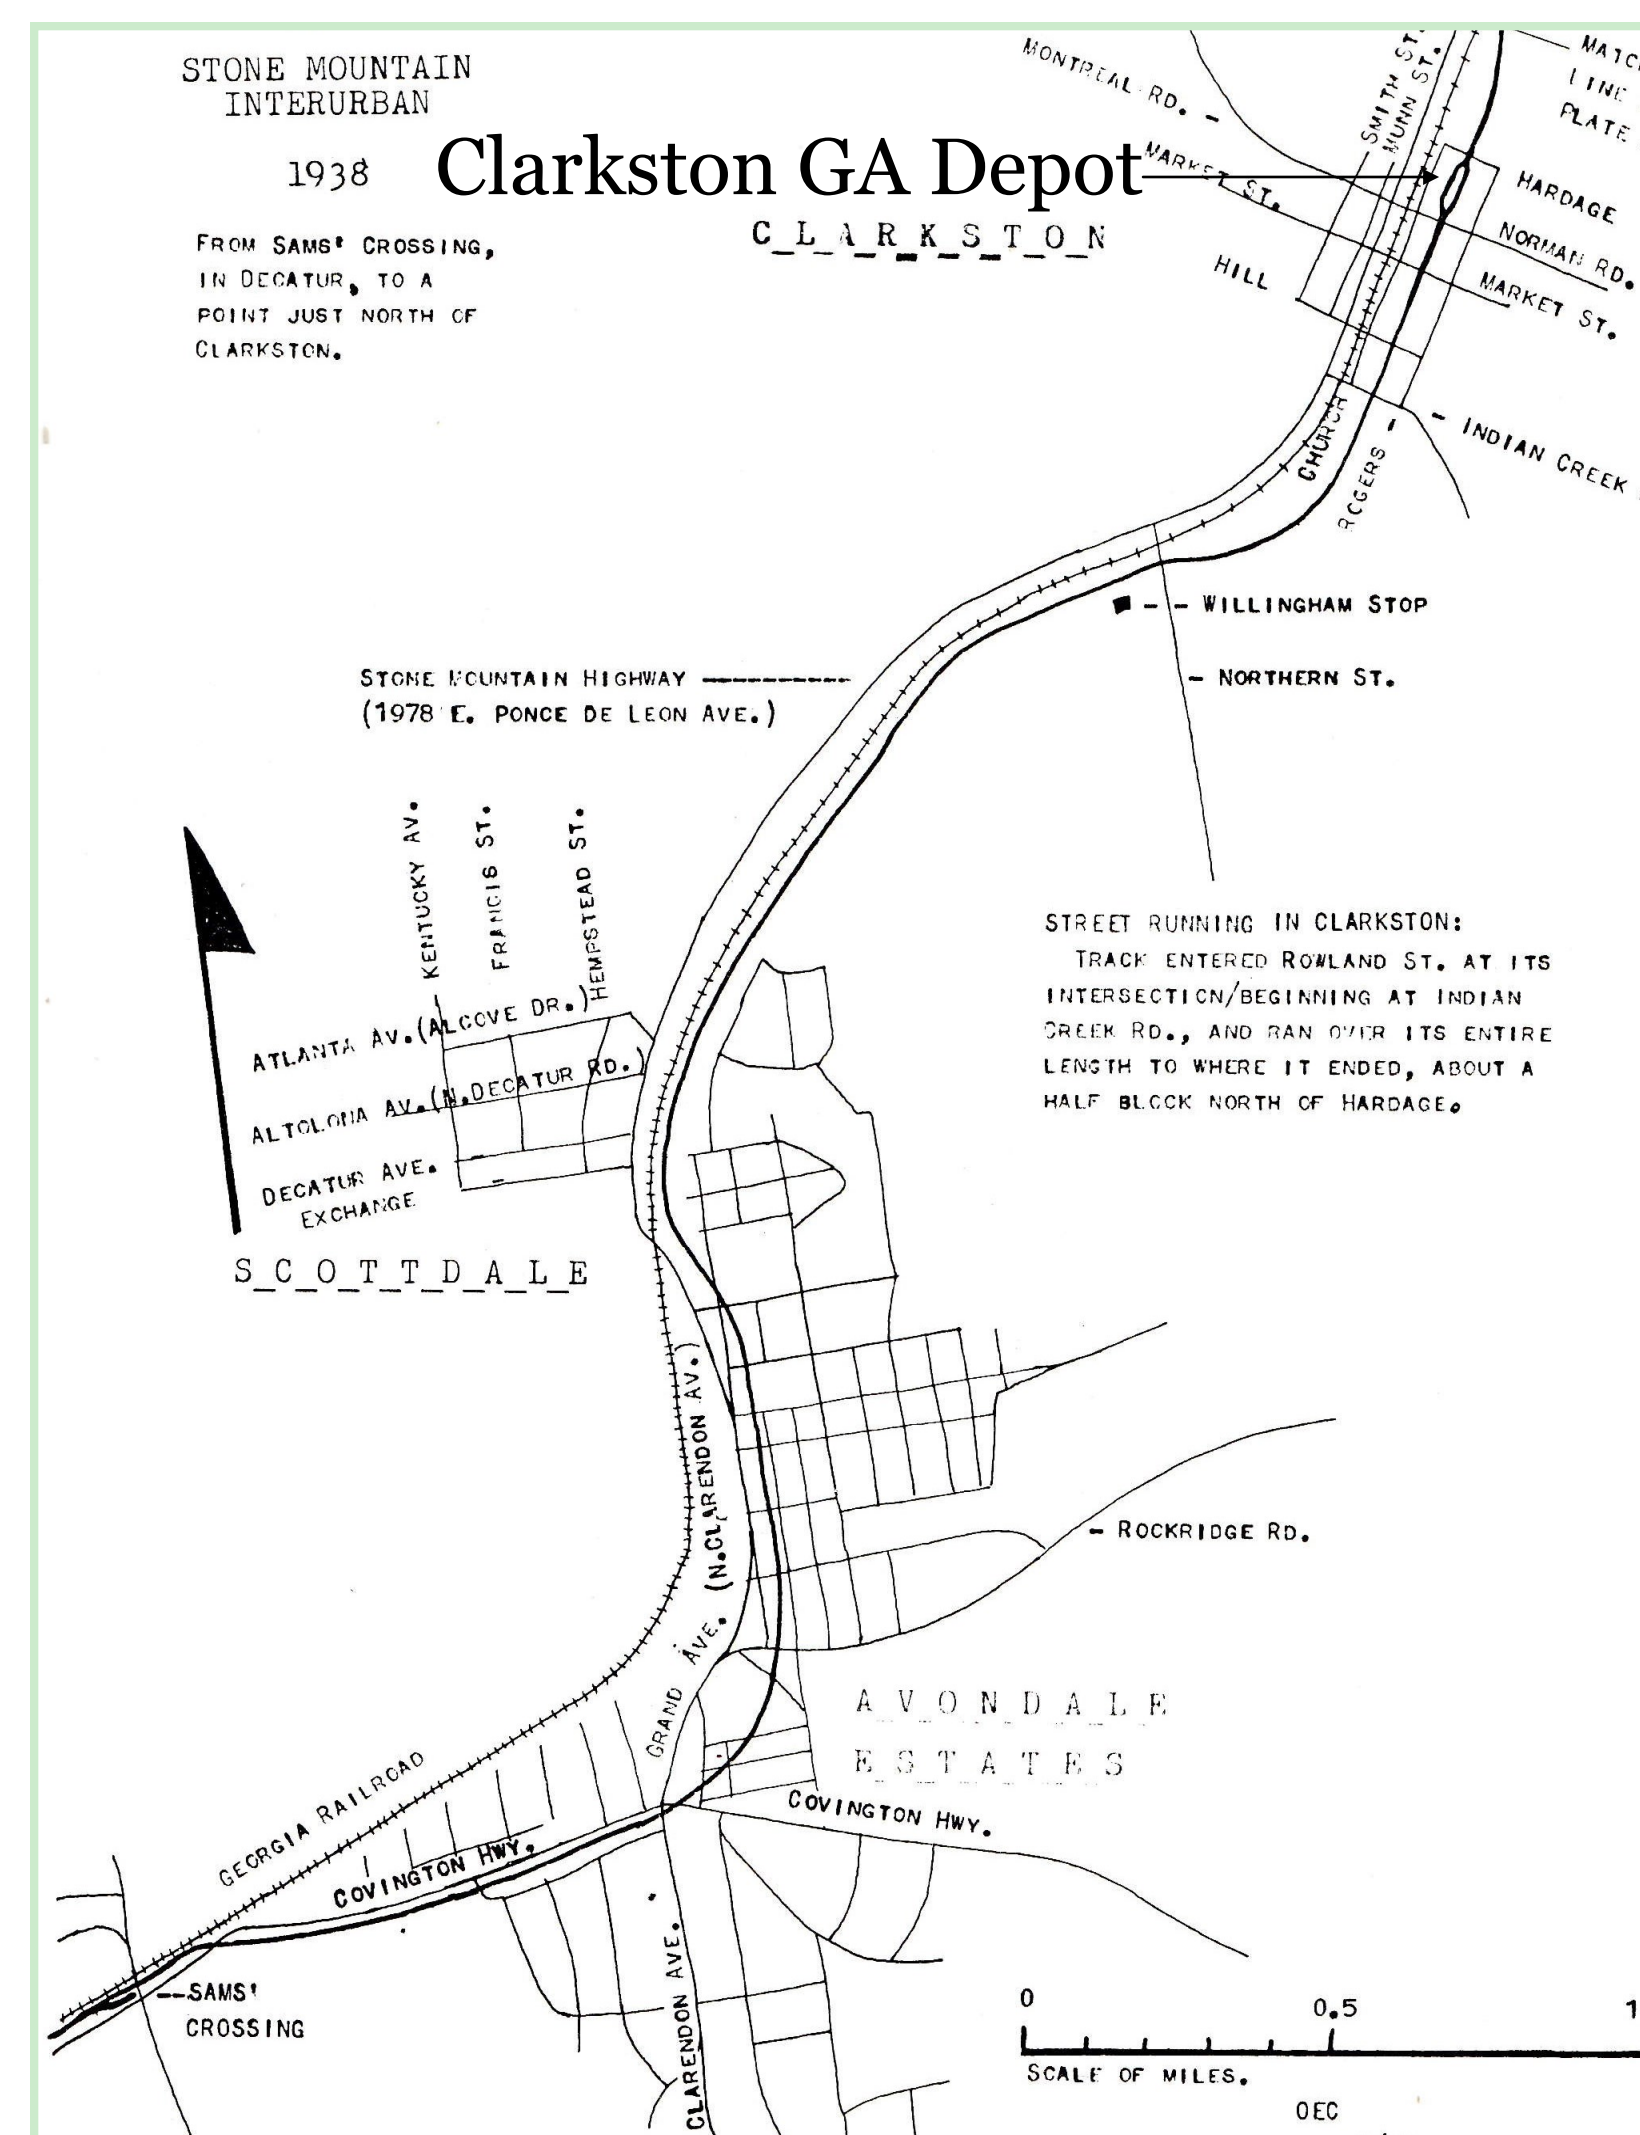 STONE MOUNTAIN
INTERURBAN
1938
FROM SAMS' CROSSING,
IN DECATUR, TO A
POINT JUST NORTH OF
CLARKSTON.
Clarkston GA Depot
CLARKSTON
MONTREAL RD. -
MARKET ST.
HILL
SMITH ST.
MUNN ST.
LINE
PLATE
HARDAGE
NORMAN RD.
MARKET ST.
- INDIAN CREEK
CHURCH
ROGERS -
-- WILLINGHAM STOP
- NORTHERN ST.
STONE MOUNTAIN HIGHWAY ----------
(1978 E. PONCE DE LEON AVE.)
KENTUCKY AV.
FRANCIS ST.
HEMPSTEAD ST.
ATLANTA AV.(ALCOVE DR.)
ALTOLONA AV.(N.DECATUR RD.)
DECATUR AVE. -
EXCHANGE -
SCOTTDALE
STREET RUNNING IN CLARKSTON:
TRACK ENTERED ROWLAND ST. AT ITS
INTERSECTION/BEGINNING AT INDIAN
CREEK RD., AND RAN OVER ITS ENTIRE
LENGTH TO WHERE IT ENDED, ABOUT A
HALF BLOCK NORTH OF HARDAGE.
GRAND AVE. (N.CLARENDON AV.)
- ROCKRIDGE RD.
AVONDALE
ESTATES
GEORGIA RAILROAD
COVINGTON HWY.
COVINGTON HWY.
CLARENDON AVE.
--SAMS'
CROSSING
0 0.5 1
SCALE OF MILES.
OEC